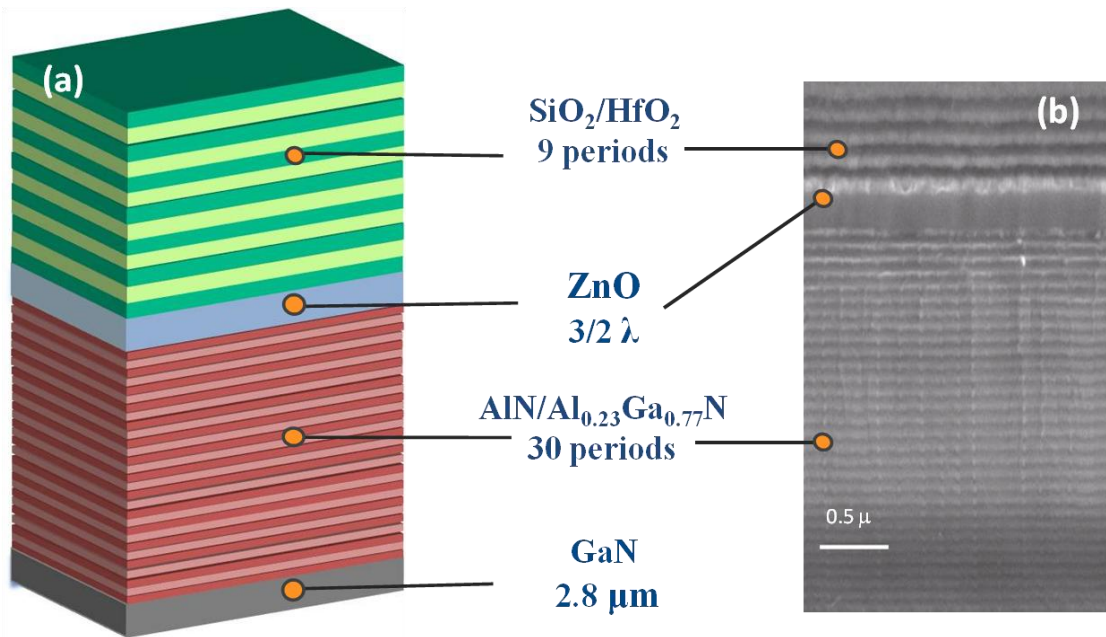 (a)
SiO₂/HfO₂
9 periods
(b)
ZnO
3/2 λ
AlN/Al₀.₂₃Ga₀.₇₇N
30 periods
0.5 μ
GaN
2.8 μm